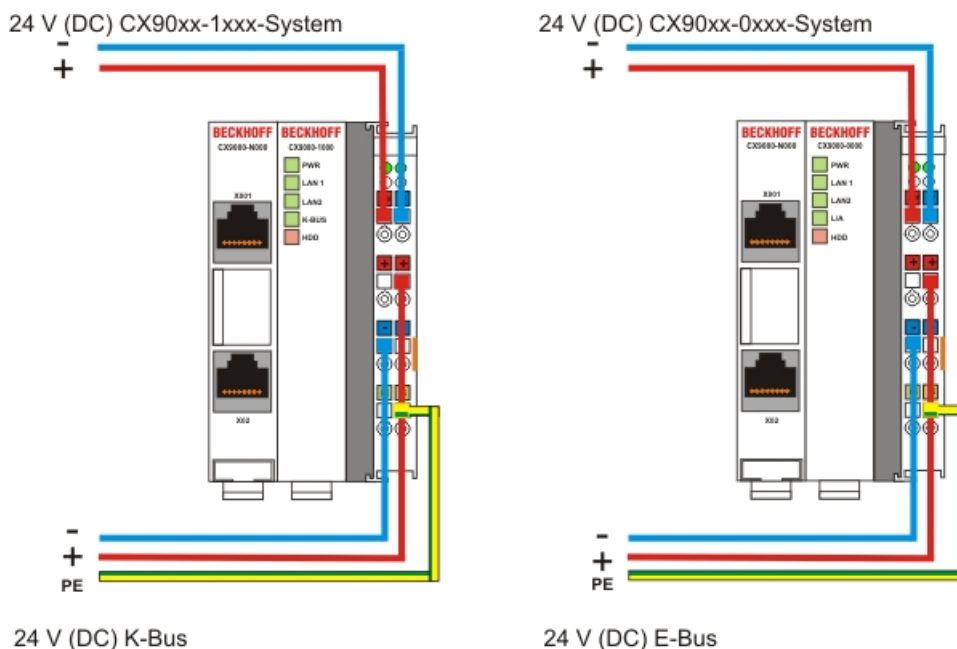 24 V (DC) CX90xx-1xxx-System
-
+
BECKHOFF
CX9000-N000
X001
X02
BECKHOFF
CX9000-1000
PWR
LAN 1
LAN2
K-BUS
HDD
+ +
-
-
+
PE
24 V (DC) K-Bus
24 V (DC) CX90xx-0xxx-System
-
+
BECKHOFF
CX9000-N000
X001
X02
BECKHOFF
CX9000-0000
PWR
LAN 1
LAN2
L/A
HDD
+ +
-
-
+
PE
24 V (DC) E-Bus